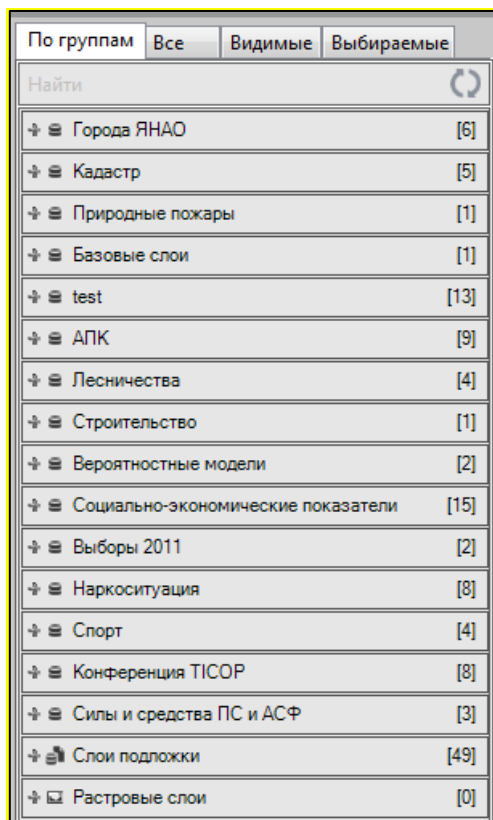 По группам Все Видимые Выбираемые
Найти
Города ЯНАО [6]
Кадастр [5]
Природные пожары [1]
Базовые слои [1]
test [13]
АПК [9]
Лесничества [4]
Строительство [1]
Вероятностные модели [2]
Социально-экономические показатели [15]
Выборы 2011 [2]
Наркоситуация [8]
Спорт [4]
Конференция TICOP [8]
Силы и средства ПС и АСФ [3]
Слои подложки [49]
Растровые слои [0]